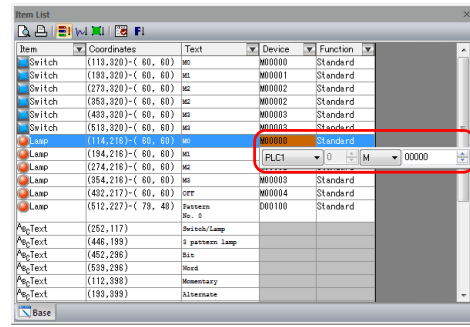 Item List
Item Coordinates Text Device Function
Switch (113,320)-( 60, 60) M0 M00000 Standard
Switch (193,320)-( 60, 60) M1 M00001 Standard
Switch (273,320)-( 60, 60) M2 M00002 Standard
Switch (353,320)-( 60, 60) M2 M00002 Standard
Switch (433,320)-( 60, 60) M3 M00003 Standard
Switch (513,320)-( 60, 60) M3 M00003 Standard
Lamp (114,216)-( 60, 60) M0 M00000 Standard
Lamp (194,216)-( 60, 60) M1
PLC1 0 M 00000
Lamp (274,216)-( 60, 60) M2
Lamp (354,216)-( 60, 60) M3 M00003 Standard
Lamp (432,217)-( 60, 60) OFF M00004 Standard
Lamp (512,227)-( 79, 48) Pattern D00100 Standard
No. 0
Text (252,117) Switch/Lamp
Text (446,199) 2 pattern lamp
Text (452,296) Bit
Text (539,296) Word
Text (112,398) Momentary
Text (193,399) Alternate
Base